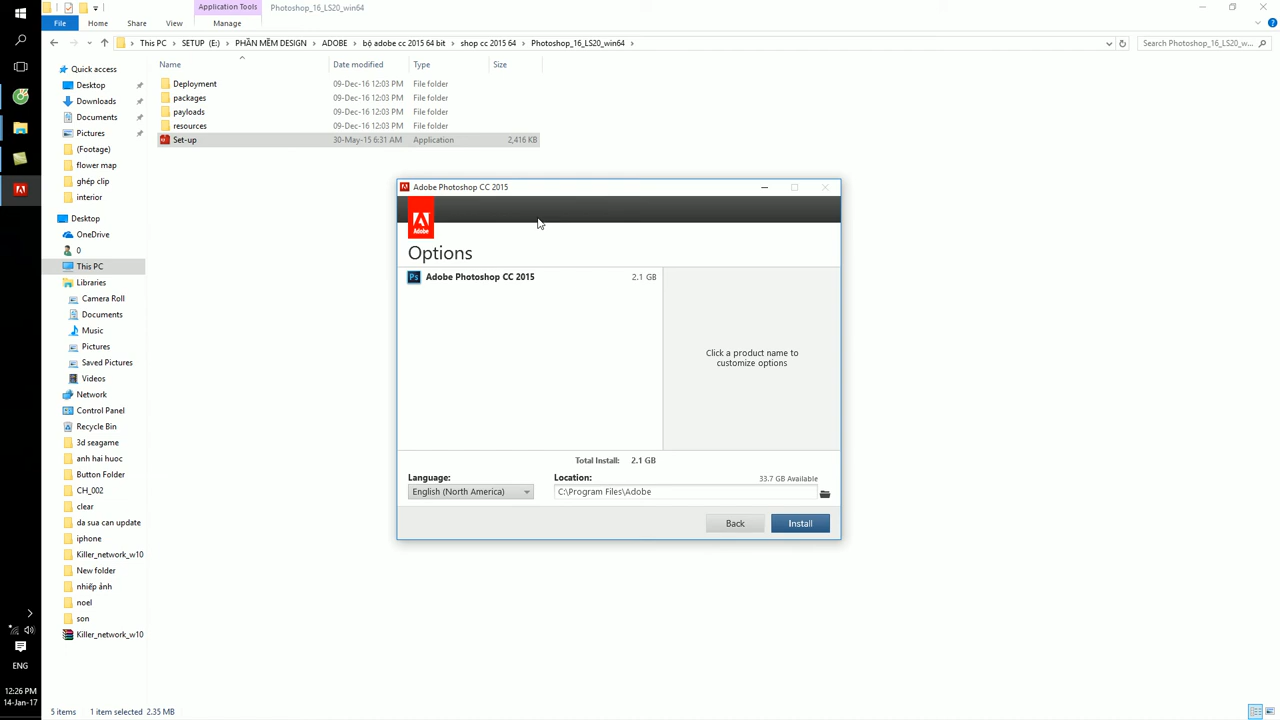 Application Tools
Photoshop_16_LS20_win64
File
Home
Share
View
Manage
This PC
SETUP (E:)
PHẦN MỀM DESIGN
ADOBE
bộ adobe cc 2015 64 bit
shop cc 2015 64
Photoshop_16_LS20_win64
Search Photoshop_16_LS20_w...
Name
Date modified
Type
Size
Quick access
Desktop
Downloads
Documents
Pictures
(Footage)
flower map
ghép clip
interior
Desktop
OneDrive
0
This PC
Libraries
Camera Roll
Documents
Music
Pictures
Saved Pictures
Videos
Network
Control Panel
Recycle Bin
3d seagame
anh hai huoc
Button Folder
CH_002
clear
da sua can update
iphone
Killer_network_w10
New folder
nhiếp ảnh
noel
son
Killer_network_w10
Deployment 09-Dec-16 12:03 PM File folder
packages 09-Dec-16 12:03 PM File folder
payloads 09-Dec-16 12:03 PM File folder
resources 09-Dec-16 12:03 PM File folder
Set-up 30-May-15 6:31 AM Application 2,416 KB
Adobe Photoshop CC 2015
Adobe
Options
Ps Adobe Photoshop CC 2015 2.1 GB
Click a product name to
customize options
Total Install: 2.1 GB
Language:
English (North America)
Location:
33.7 GB Available
C:\Program Files\Adobe
Back
Install
ENG
12:26 PM
14-Jan-17
5 items
1 item selected 2.35 MB